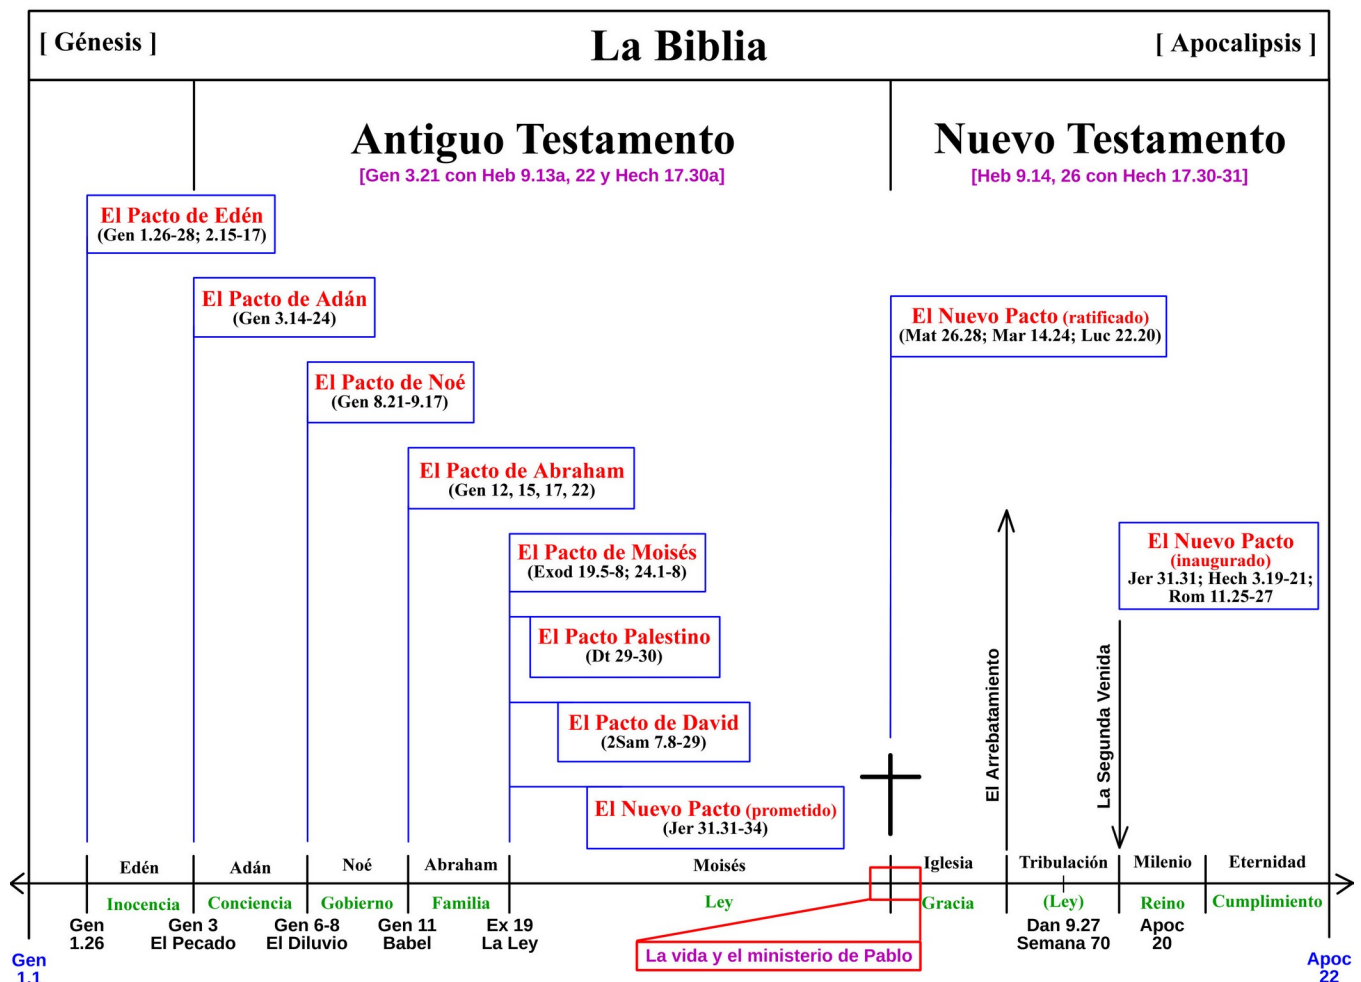 [ Génesis ]
La Biblia
[ Apocalipsis ]
Antiguo Testamento
[Gen 3.21 con Heb 9.13a, 22 y Hech 17.30a]
Nuevo Testamento
[Heb 9.14, 26 con Hech 17.30-31]
El Pacto de Edén
(Gen 1.26-28; 2.15-17)
El Pacto de Adán
(Gen 3.14-24)
El Nuevo Pacto (ratificado)
(Mat 26.28; Mar 14.24; Luc 22.20)
El Pacto de Noé
(Gen 8.21-9.17)
El Pacto de Abraham
(Gen 12, 15, 17, 22)
El Pacto de Moisés
(Exod 19.5-8; 24.1-8)
El Nuevo Pacto
(inaugurado)
Jer 31.31; Hech 3.19-21;
Rom 11.25-27
El Pacto Palestino
(Dt 29-30)
El Pacto de David
(2Sam 7.8-29)
El Nuevo Pacto (prometido)
(Jer 31.31-34)
El Arrebatamiento
La Segunda Venida
Edén
Adán
Noé
Abraham
Moisés
Iglesia
Tribulación
Milenio
Eternidad
Inocencia
Conciencia
Gobierno
Familia
Ley
Gracia
(Ley)
Reino
Cumplimiento
Gen
1.26
Gen 3
El Pecado
Gen 6-8
El Diluvio
Gen 11
Babel
Ex 19
La Ley
Dan 9.27
Semana 70
Apoc
20
La vida y el ministerio de Pablo
Gen
1.1
Apoc
22